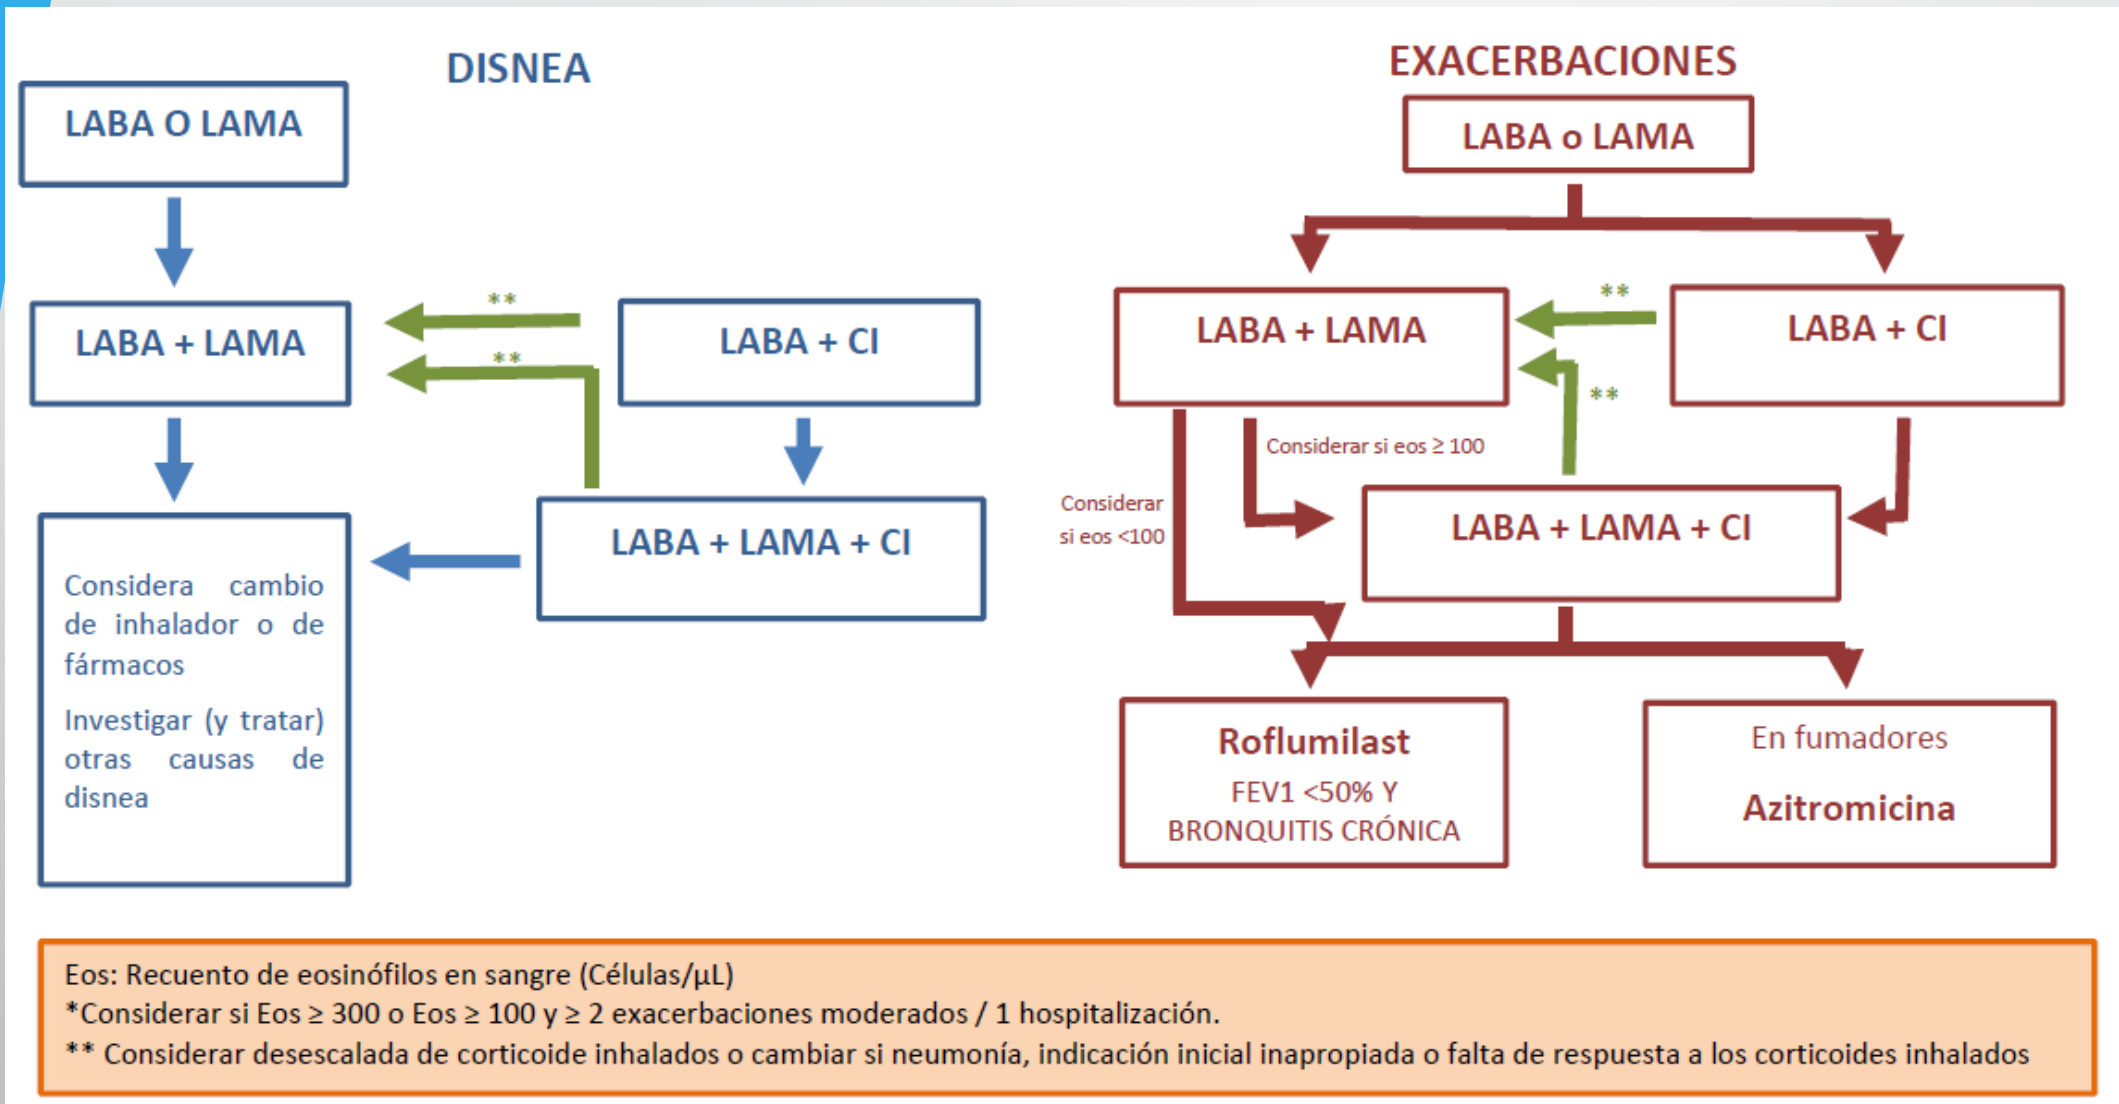 DISNEA
LABA O LAMA
LABA + LAMA
**
**
LABA + CI
LABA + LAMA + CI
Considera cambio
de inhalador o de
fármacos
Investigar (y tratar)
otras causas de
disnea
EXACERBACIONES
LABA o LAMA
LABA + LAMA
**
**
LABA + CI
Considerar si eos ≥ 100
Considerar
si eos <100
LABA + LAMA + CI
Roflumilast
FEV1 <50% Y
BRONQUITIS CRÓNICA
En fumadores
Azitromicina
Eos: Recuento de eosinófilos en sangre (Células/µL)
*Considerar si Eos ≥ 300 o Eos ≥ 100 y ≥ 2 exacerbaciones moderados / 1 hospitalización.
** Considerar desescalada de corticoide inhalados o cambiar si neumonía, indicación inicial inapropiada o falta de respuesta a los corticoides inhalados